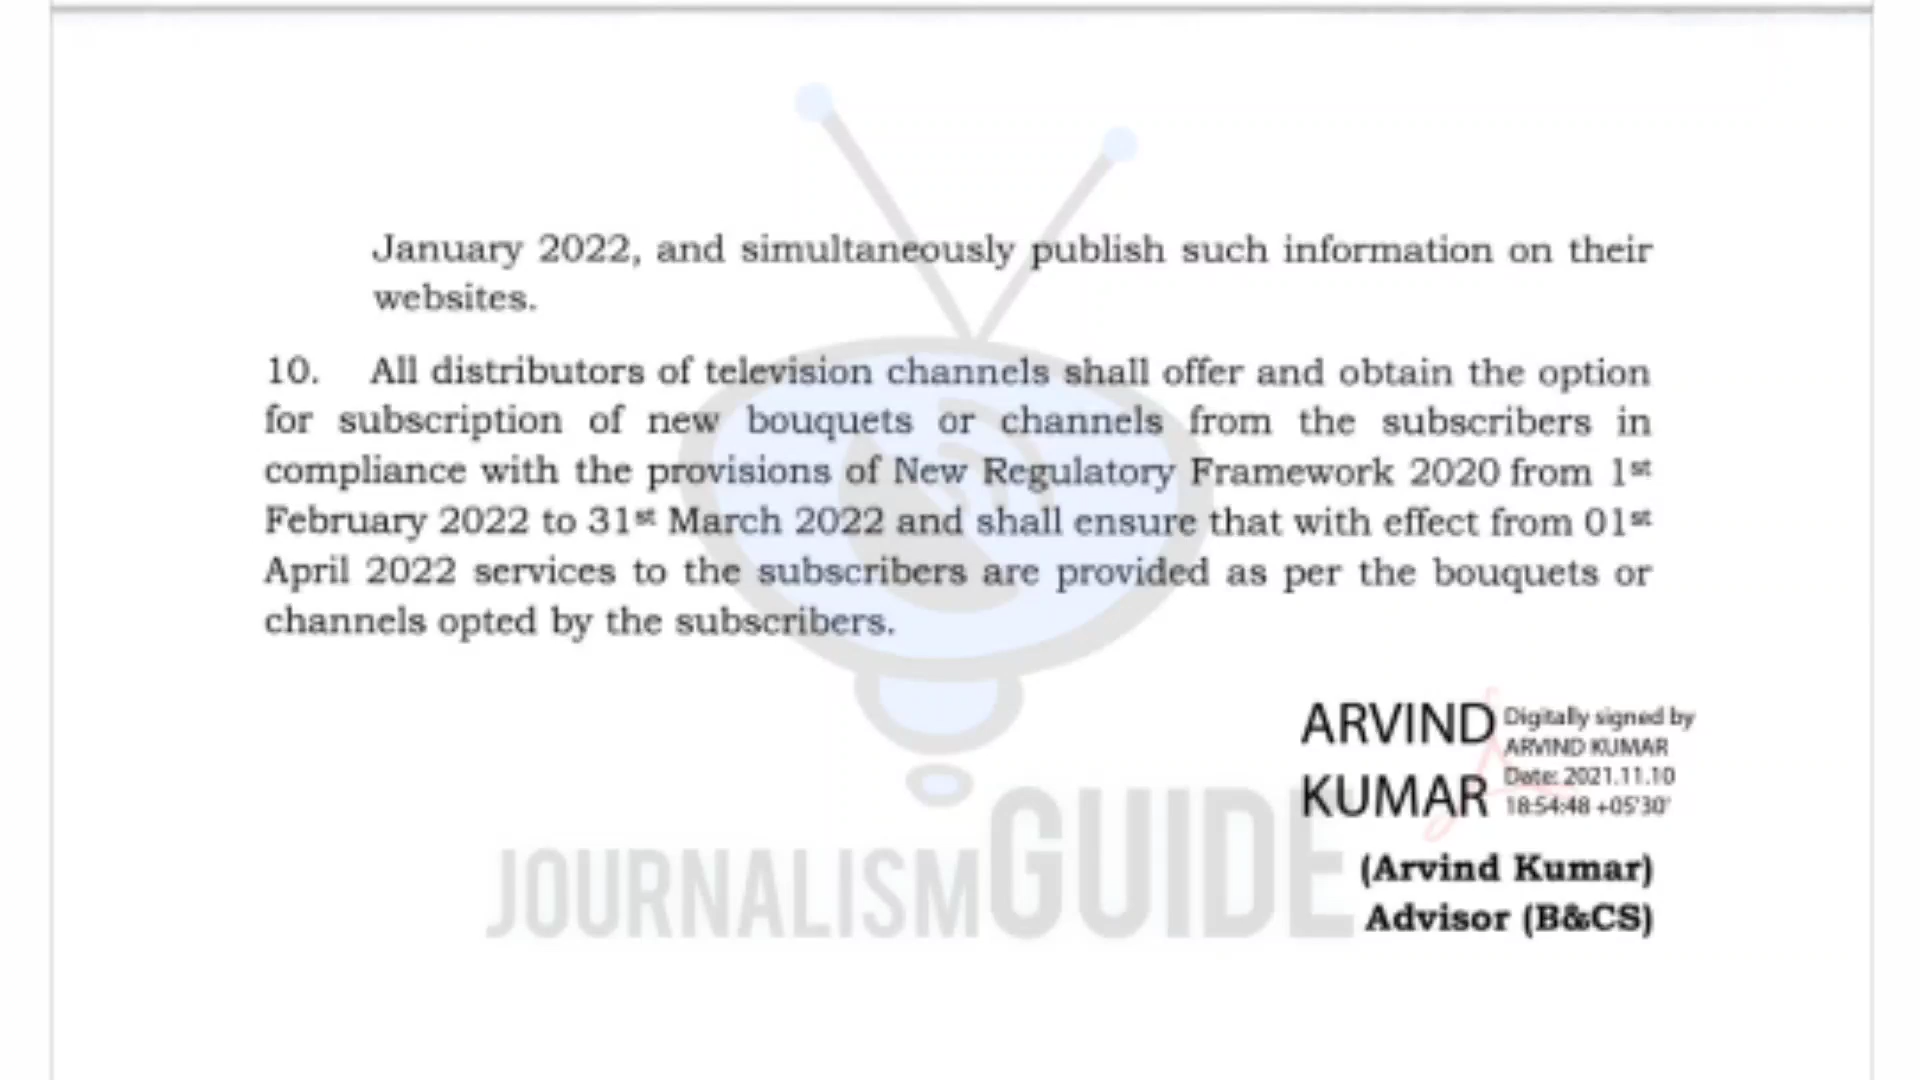 January 2022, and simultaneously publish such information on their
websites.
10. All distributors of television channels shall offer and obtain the option
for subscription of new bouquets or channels from the subscribers in
compliance with the provisions of New Regulatory Framework 2020 from 1st
February 2022 to 31st March 2022 and shall ensure that with effect from 01st
April 2022 services to the subscribers are provided as per the bouquets or
channels opted by the subscribers.
ARVIND
KUMAR
Digitally signed by
ARVIND KUMAR
Date: 2021.11.10
18:54:48 +05'30'
(Arvind Kumar)
Advisor (B&CS)
JOURNALISMGUIDE